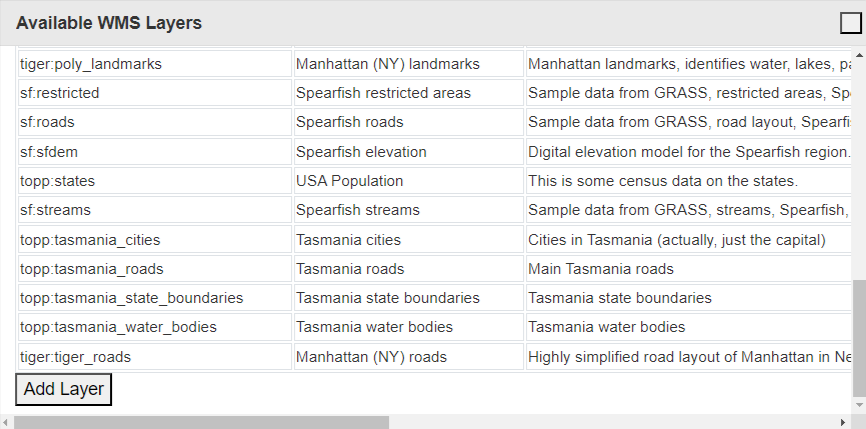 Available WMS Layers
tiger:poly_landmarks Manhattan (NY) landmarks Manhattan landmarks, identifies water, lakes,
sf:restricted Spearfish restricted areas Sample data from GRASS, restricted areas,
sf:roads Spearfish roads Sample data from GRASS, road layout,
sf:sfdem Spearfish elevation Digital elevation model for the Spearfish region.
topp:states USA Population This is some census data on the states.
sf:streams Spearfish streams Sample data from GRASS, streams, Spearfish,
topp:tasmania_cities Tasmania cities Cities in Tasmania (actually, just the capital)
topp:tasmania_roads Tasmania roads Main Tasmania roads
topp:tasmania_state_boundaries Tasmania state boundaries Tasmania state boundaries
topp:tasmania_water_bodies Tasmania water bodies Tasmania water bodies
tiger:tiger_roads Manhattan (NY) roads Highly simplified road layout of Manhattan in
Add Layer